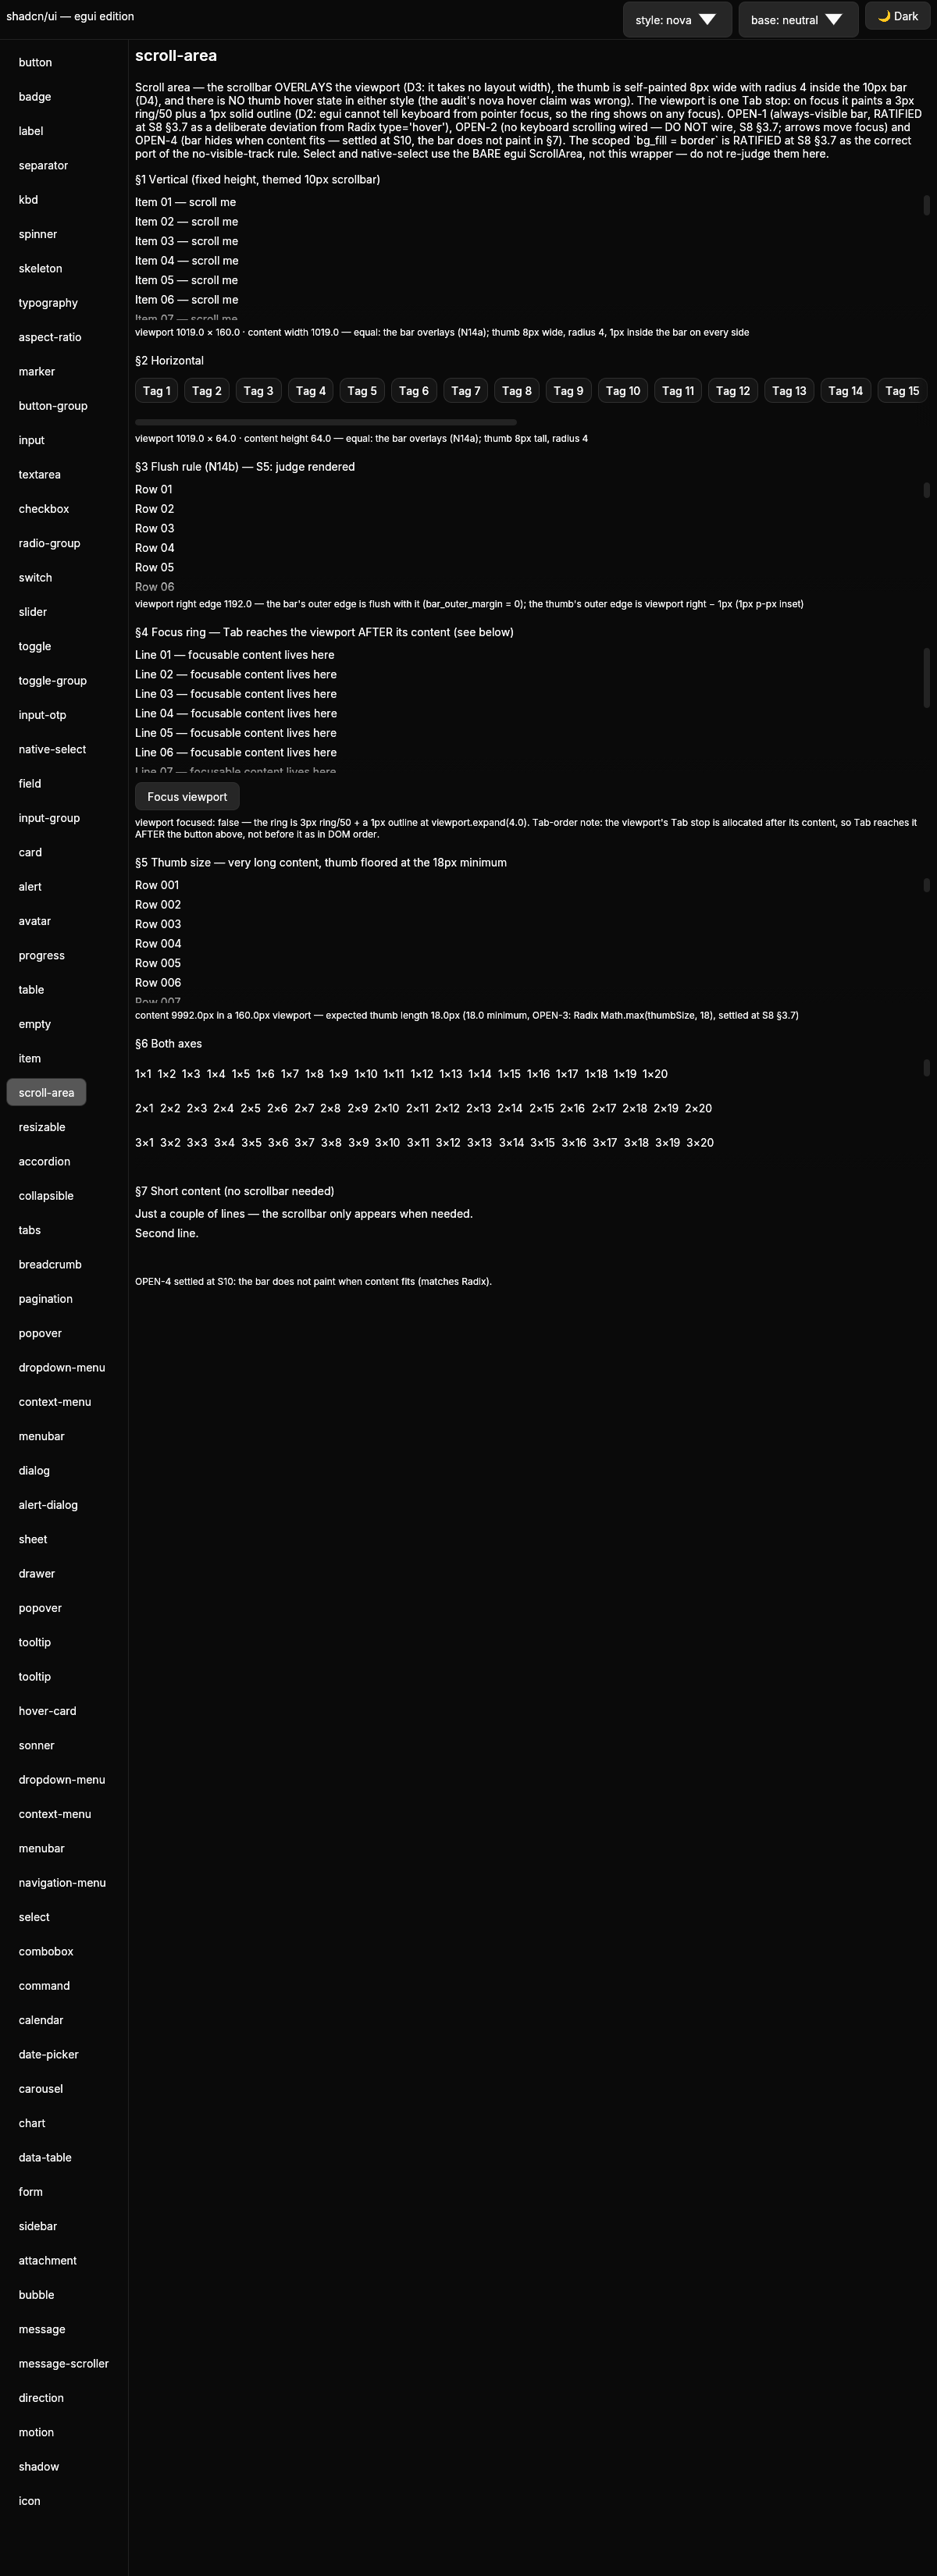 shadcn/ui — egui edition
style: nova
base: neutral
🌙 Dark
button
badge
label
separator
kbd
spinner
skeleton
typography
aspect-ratio
marker
button-group
input
textarea
checkbox
radio-group
switch
slider
toggle
toggle-group
input-otp
native-select
field
input-group
card
alert
avatar
progress
table
empty
item
scroll-area
resizable
accordion
collapsible
tabs
breadcrumb
pagination
popover
dropdown-menu
context-menu
menubar
dialog
alert-dialog
sheet
drawer
popover
tooltip
tooltip
hover-card
sonner
dropdown-menu
context-menu
menubar
navigation-menu
select
combobox
command
calendar
date-picker
carousel
chart
data-table
form
sidebar
attachment
bubble
message
message-scroller
direction
motion
shadow
icon
scroll-area
Scroll area — the scrollbar OVERLAYS the viewport (D3: it takes no layout width), the thumb is self-painted 8px wide with radius 4 inside the 10px bar
(D4), and there is NO thumb hover state in either style (the audit's nova hover claim was wrong). The viewport is one Tab stop: on focus it paints a 3px
ring/50 plus a 1px solid outline (D2: egui cannot tell keyboard from pointer focus, so the ring shows on any focus). OPEN-1 (always-visible bar, RATIFIED
at S8 §3.7 as a deliberate deviation from Radix type='hover'), OPEN-2 (no keyboard scrolling wired — DO NOT wire, S8 §3.7; arrows move focus) and
OPEN-4 (bar hides when content fits — settled at S10, the bar does not paint in §7). The scoped `bg_fill = border` is RATIFIED at S8 §3.7 as the correct
port of the no-visible-track rule. Select and native-select use the BARE egui ScrollArea, not this wrapper — do not re-judge them here.
§1 Vertical (fixed height, themed 10px scrollbar)
Item 01 — scroll me
Item 02 — scroll me
Item 03 — scroll me
Item 04 — scroll me
Item 05 — scroll me
Item 06 — scroll me
Item 07 — scroll me
viewport 1019.0 × 160.0 · content width 1019.0 — equal: the bar overlays (N14a); thumb 8px wide, radius 4, 1px inside the bar on every side
§2 Horizontal
Tag 1 Tag 2 Tag 3 Tag 4 Tag 5 Tag 6 Tag 7 Tag 8 Tag 9 Tag 10 Tag 11 Tag 12 Tag 13 Tag 14 Tag 15
viewport 1019.0 × 64.0 · content height 64.0 — equal: the bar overlays (N14a); thumb 8px tall, radius 4
§3 Flush rule (N14b) — S5: judge rendered
Row 01
Row 02
Row 03
Row 04
Row 05
Row 06
viewport right edge 1192.0 — the bar's outer edge is flush with it (bar_outer_margin = 0); the thumb's outer edge is viewport right − 1px (1px p-px inset)
§4 Focus ring — Tab reaches the viewport AFTER its content (see below)
Line 01 — focusable content lives here
Line 02 — focusable content lives here
Line 03 — focusable content lives here
Line 04 — focusable content lives here
Line 05 — focusable content lives here
Line 06 — focusable content lives here
Line 07 — focusable content lives here
Focus viewport
viewport focused: false — the ring is 3px ring/50 + a 1px outline at viewport.expand(4.0). Tab-order note: the viewport's Tab stop is allocated after its content, so Tab reaches it
AFTER the button above, not before it as in DOM order.
§5 Thumb size — very long content, thumb floored at the 18px minimum
Row 001
Row 002
Row 003
Row 004
Row 005
Row 006
Row 007
content 9992.0px in a 160.0px viewport — expected thumb length 18.0px (18.0 minimum, OPEN-3: Radix Math.max(thumbSize, 18), settled at S8 §3.7)
§6 Both axes
1×1 1×2 1×3 1×4 1×5 1×6 1×7 1×8 1×9 1×10 1×11 1×12 1×13 1×14 1×15 1×16 1×17 1×18 1×19 1×20
2×1 2×2 2×3 2×4 2×5 2×6 2×7 2×8 2×9 2×10 2×11 2×12 2×13 2×14 2×15 2×16 2×17 2×18 2×19 2×20
3×1 3×2 3×3 3×4 3×5 3×6 3×7 3×8 3×9 3×10 3×11 3×12 3×13 3×14 3×15 3×16 3×17 3×18 3×19 3×20
§7 Short content (no scrollbar needed)
Just a couple of lines — the scrollbar only appears when needed.
Second line.
OPEN-4 settled at S10: the bar does not paint when content fits (matches Radix).